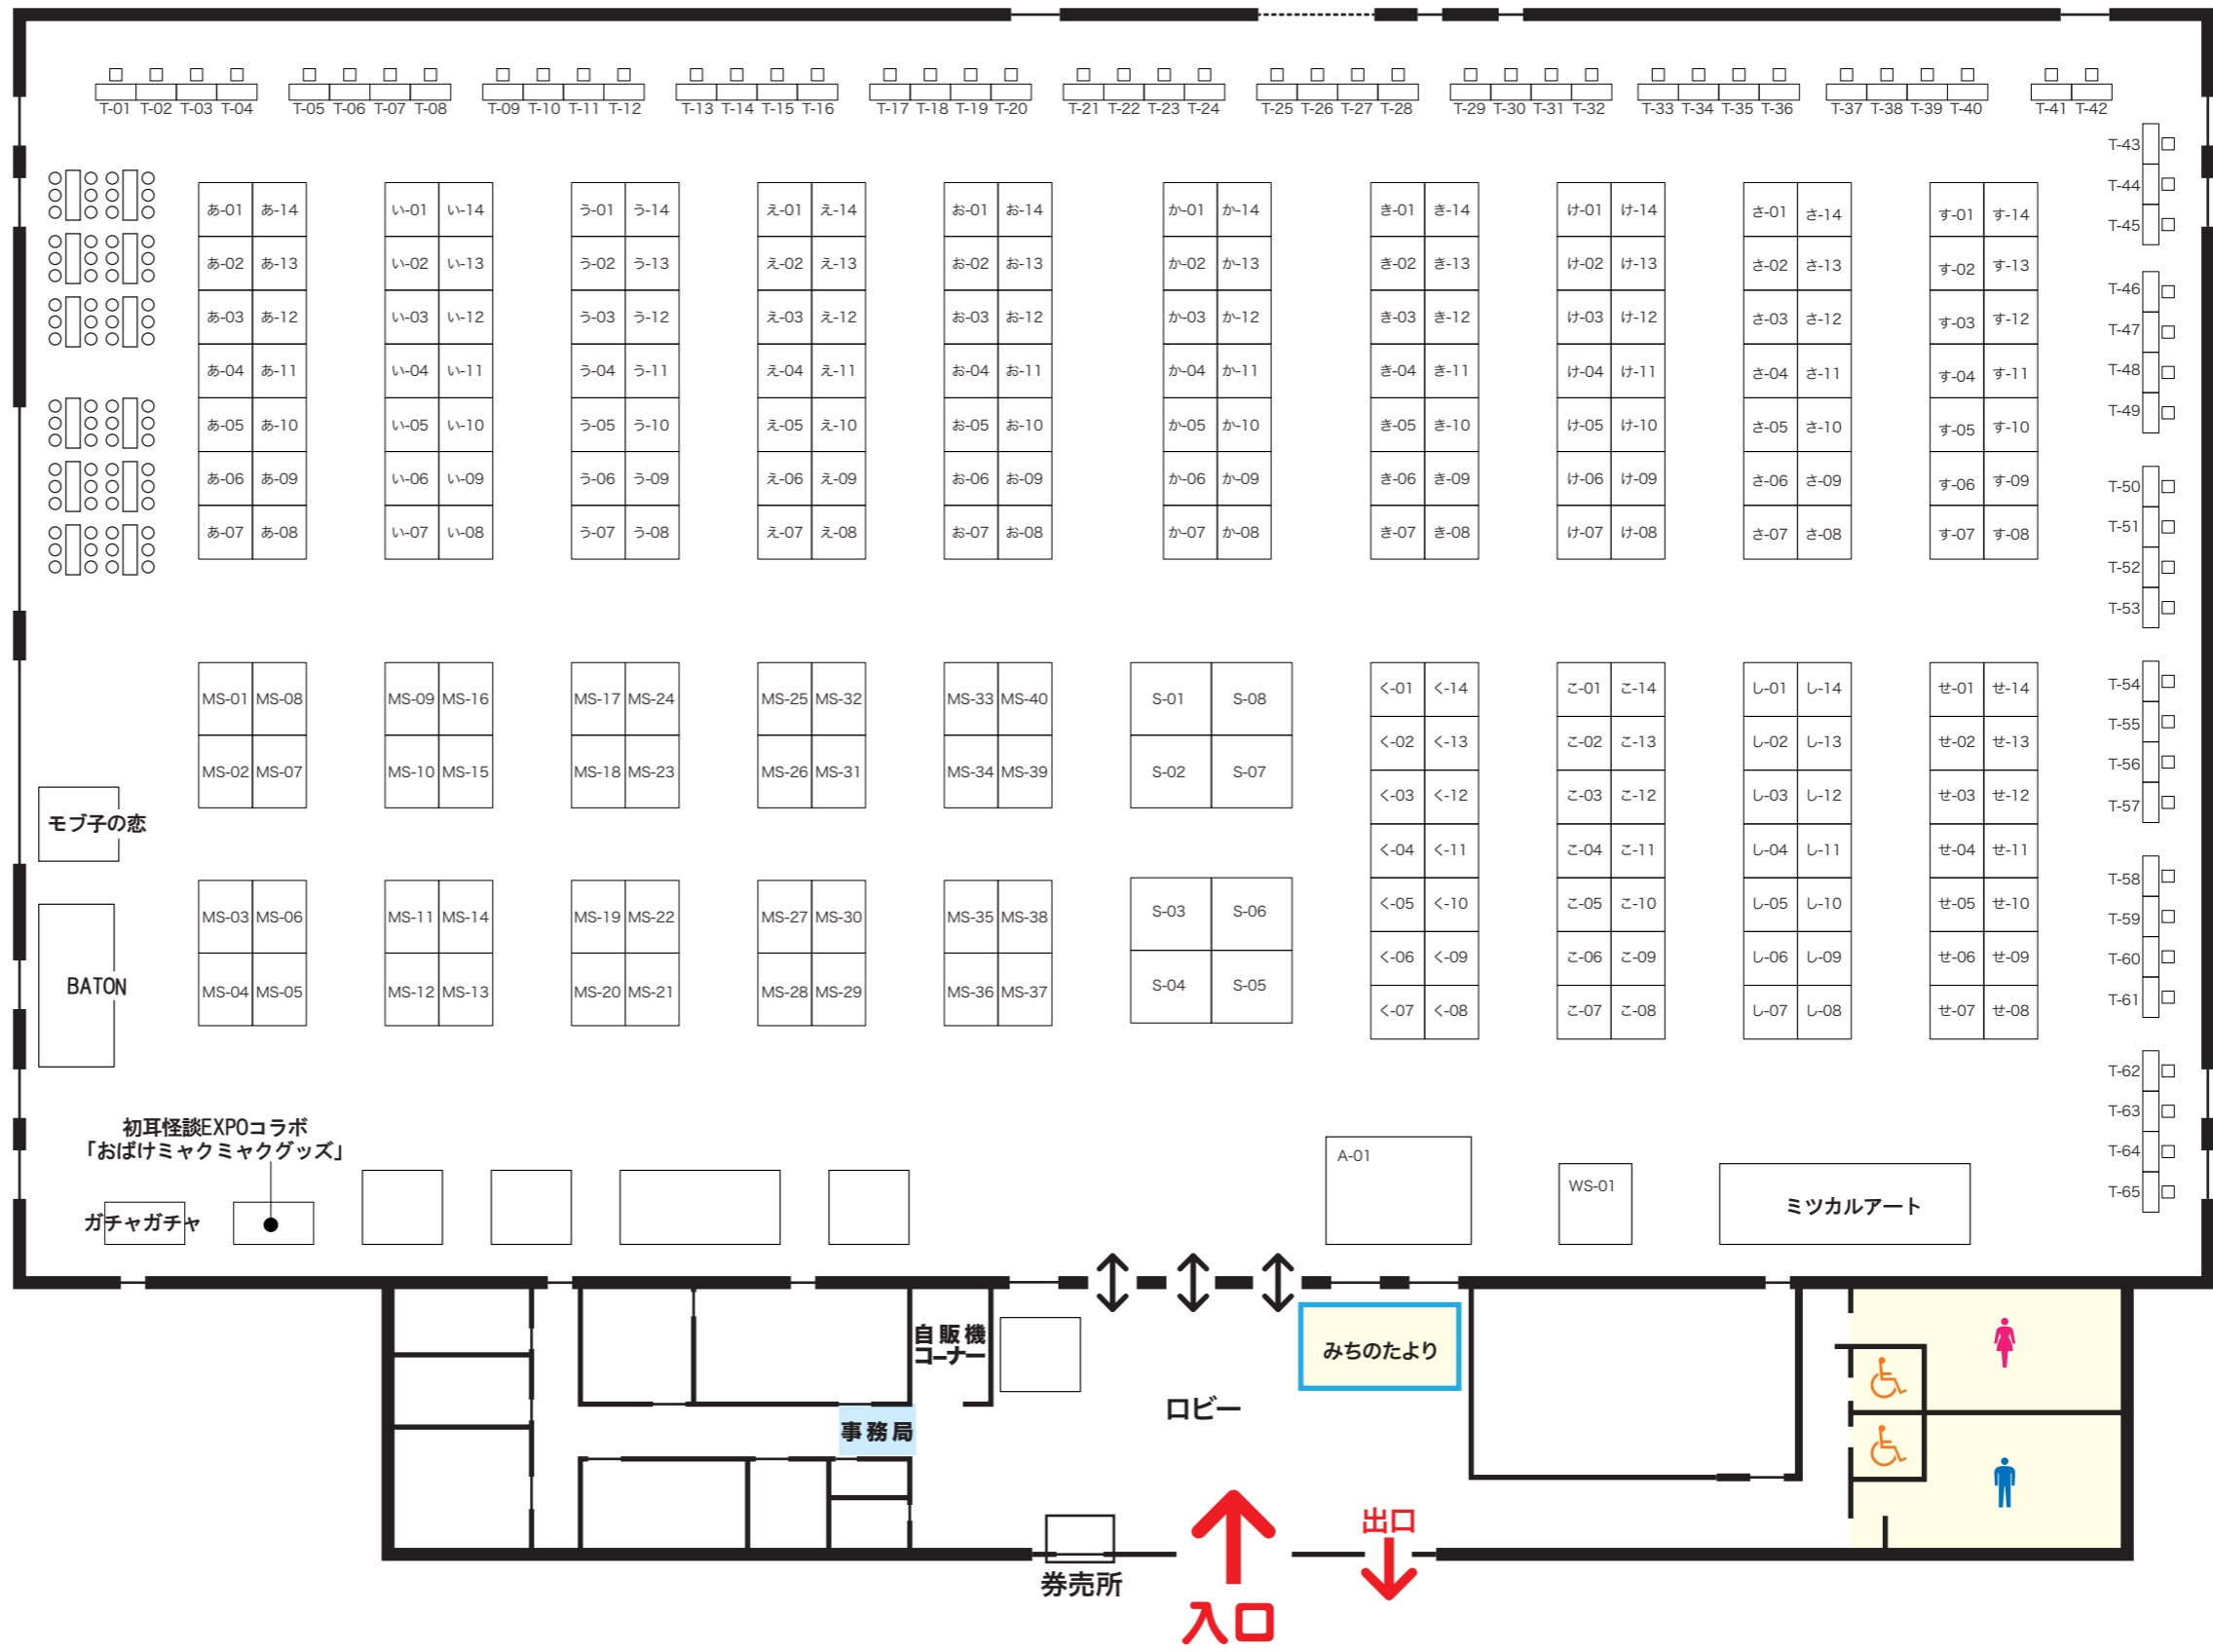 T-01 T-02 T-03 T-04 T-05 T-06 T-07 T-08 T-09 T-10 T-11 T-12 T-13 T-14 T-15 T-16 T-17 T-18 T-19 T-20 T-21 T-22 T-23 T-24 T-25 T-26 T-27 T-28 T-29 T-30 T-31 T-32 T-33 T-34 T-35 T-36 T-37 T-38 T-39 T-40 T-41 T-42
T-43
T-44
T-45
T-46
T-47
T-48
T-49
T-50
T-51
T-52
T-53
T-54
T-55
T-56
T-57
T-58
T-59
T-60
T-61
T-62
T-63
T-64
T-65
あ-01 あ-14 い-01 い-14 う-01 う-14 え-01 え-14 お-01 お-14 か-01 か-14 き-01 き-14 け-01 け-14 さ-01 さ-14 す-01 す-14
あ-02 あ-13 い-02 い-13 う-02 う-13 え-02 え-13 お-02 お-13 か-02 か-13 き-02 き-13 け-02 け-13 さ-02 さ-13 す-02 す-13
あ-03 あ-12 い-03 い-12 う-03 う-12 え-03 え-12 お-03 お-12 か-03 か-12 き-03 き-12 け-03 け-12 さ-03 さ-12 す-03 す-12
あ-04 あ-11 い-04 い-11 う-04 う-11 え-04 え-11 お-04 お-11 か-04 か-11 き-04 き-11 け-04 け-11 さ-04 さ-11 す-04 す-11
あ-05 あ-10 い-05 い-10 う-05 う-10 え-05 え-10 お-05 お-10 か-05 か-10 き-05 き-10 け-05 け-10 さ-05 さ-10 す-05 す-10
あ-06 あ-09 い-06 い-09 う-06 う-09 え-06 え-09 お-06 お-09 か-06 か-09 き-06 き-09 け-06 け-09 さ-06 さ-09 す-06 す-09
あ-07 あ-08 い-07 い-08 う-07 う-08 え-07 え-08 お-07 お-08 か-07 か-08 き-07 き-08 け-07 け-08 さ-07 さ-08 す-07 す-08
MS-01 MS-08 MS-09 MS-16 MS-17 MS-24 MS-25 MS-32 MS-33 MS-40 S-01 S-08
MS-02 MS-07 MS-10 MS-15 MS-18 MS-23 MS-26 MS-31 MS-34 MS-39 S-02 S-07
MS-03 MS-06 MS-11 MS-14 MS-19 MS-22 MS-27 MS-30 MS-35 MS-38 S-03 S-06
MS-04 MS-05 MS-12 MS-13 MS-20 MS-21 MS-28 MS-29 MS-36 MS-37 S-04 S-05
く-01 く-14 こ-01 こ-14 し-01 し-14 せ-01 せ-14
く-02 く-13 こ-02 こ-13 し-02 し-13 せ-02 せ-13
く-03 く-12 こ-03 こ-12 し-03 し-12 せ-03 せ-12
く-04 く-11 こ-04 こ-11 し-04 し-11 せ-04 せ-11
く-05 く-10 こ-05 こ-10 し-05 し-10 せ-05 せ-10
く-06 く-09 こ-06 こ-09 し-06 し-09 せ-06 せ-09
く-07 く-08 こ-07 こ-08 し-07 し-08 せ-07 せ-08
モブ子の恋
BATON
初耳怪談EXPOコラボ
「おばけミャクミャクグッズ」
ガチャガチャ
A-01
WS-01
ミツカルアート
自販機
コーナー
みちのたより
ロビー
事務局
出口
券売所
入口